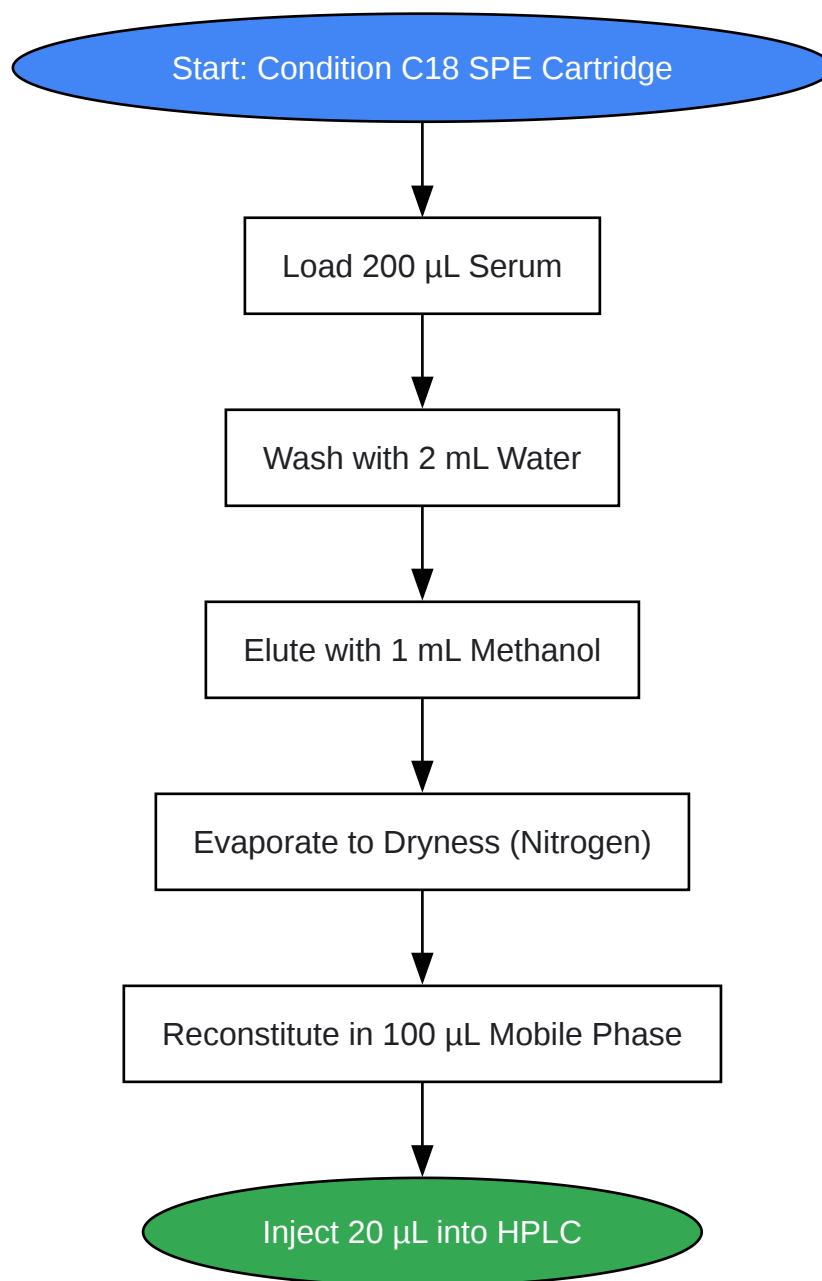 Start: Condition C18 SPE Cartridge
Load 200 µL Serum
Wash with 2 mL Water
Elute with 1 mL Methanol
Evaporate to Dryness (Nitrogen)
Reconstitute in 100 µL Mobile Phase
Inject 20 µL into HPLC